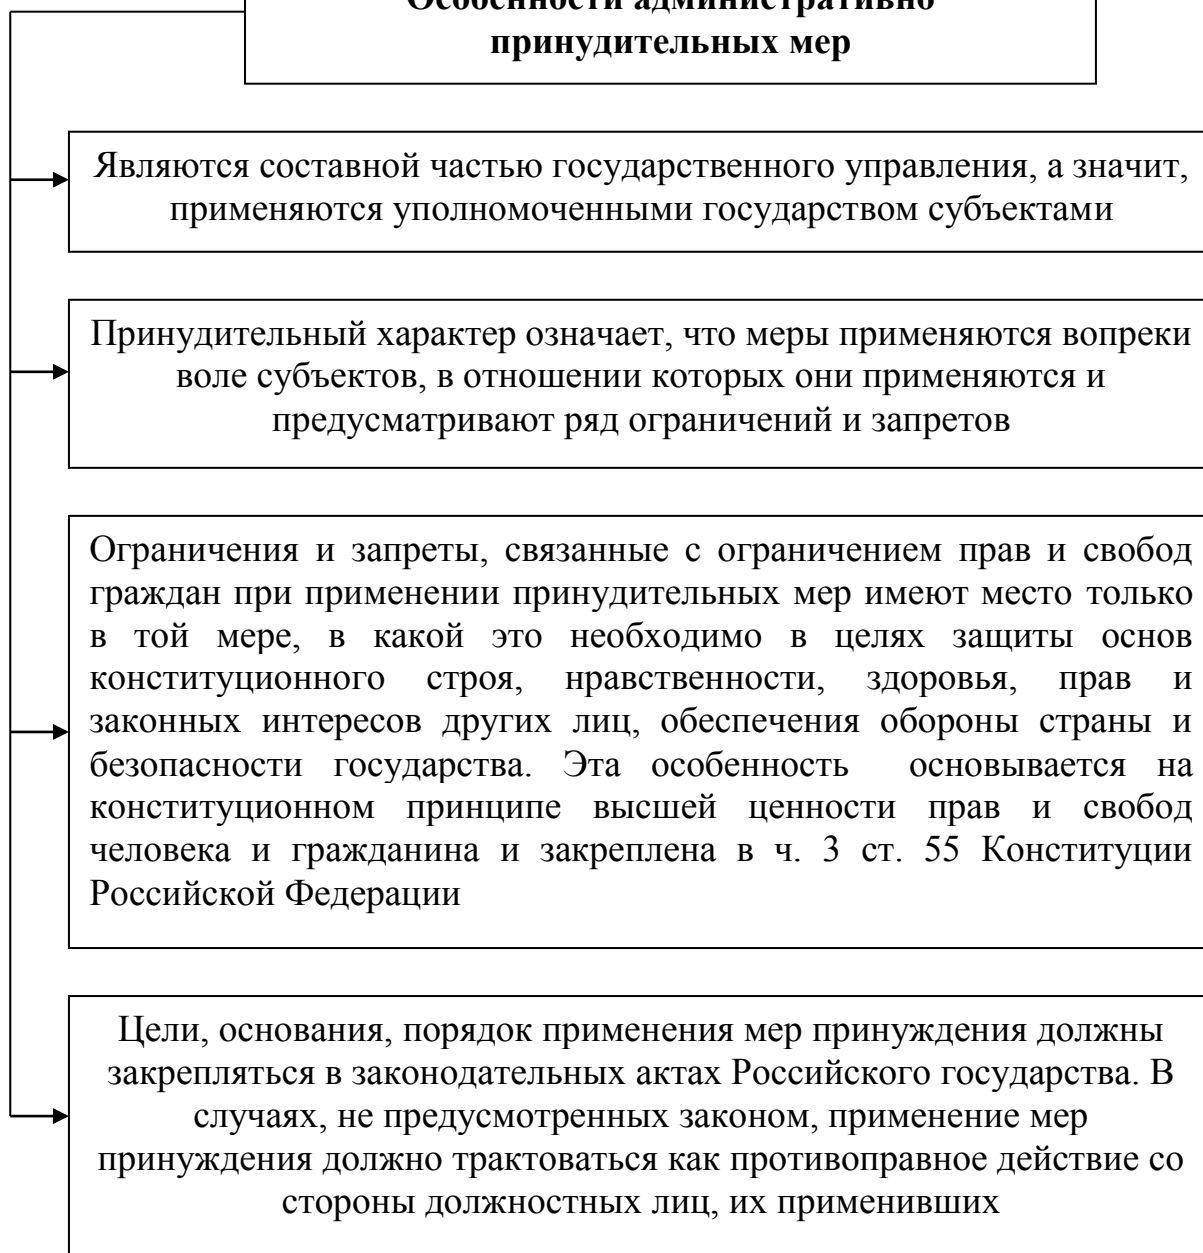 Особенности административно
принудительных мер
Являются составной частью государственного управления, а значит,
применяются уполномоченными государством субъектами
Принудительный характер означает, что меры применяются вопреки
воле субъектов, в отношении которых они применяются и
предусматривают ряд ограничений и запретов
Ограничения и запреты, связанные с ограничением прав и свобод
граждан при применении принудительных мер имеют место только
в той мере, в какой это необходимо в целях защиты основ
конституционного строя, нравственности, здоровья, прав и
законных интересов других лиц, обеспечения обороны страны и
безопасности государства. Эта особенность основывается на
конституционном принципе высшей ценности прав и свобод
человека и гражданина и закреплена в ч. 3 ст. 55 Конституции
Российской Федерации
Цели, основания, порядок применения мер принуждения должны
закрепляться в законодательных актах Российского государства. В
случаях, не предусмотренных законом, применение мер
принуждения должно трактоваться как противоправное действие со
стороны должностных лиц, их применивших